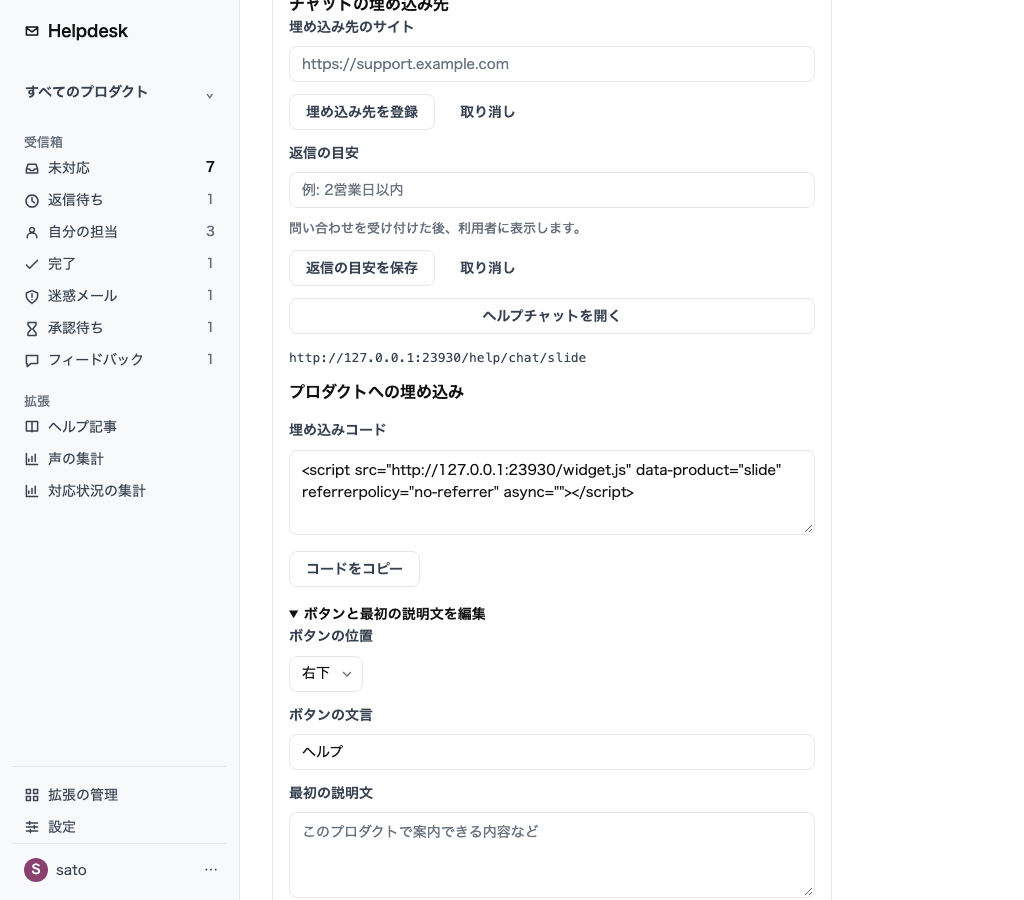 Helpdesk
すべてのプロダクト
受信箱
未対応 7
返信待ち 1
自分の担当 3
完了 1
迷惑メール 1
承認待ち 1
フィードバック 1
拡張
ヘルプ記事
声の集計
対応状況の集計
拡張の管理
設定
S sato ...
チャットの埋め込み先
埋め込み先のサイト
https://support.example.com
埋め込み先を登録 取り消し
返信の目安
例: 2営業日以内
問い合わせを受け付けた後、利用者に表示します。
返信の目安を保存 取り消し
ヘルプチャットを開く
http://127.0.0.1:23930/help/chat/slide
プロダクトへの埋め込み
埋め込みコード
<script src="http://127.0.0.1:23930/widget.js" data-product="slide"
referrerpolicy="no-referrer" async=""></script>
コードをコピー
▼ ボタンと最初の説明文を編集
ボタンの位置
右下
ボタンの文言
ヘルプ
最初の説明文
このプロダクトで案内できる内容など